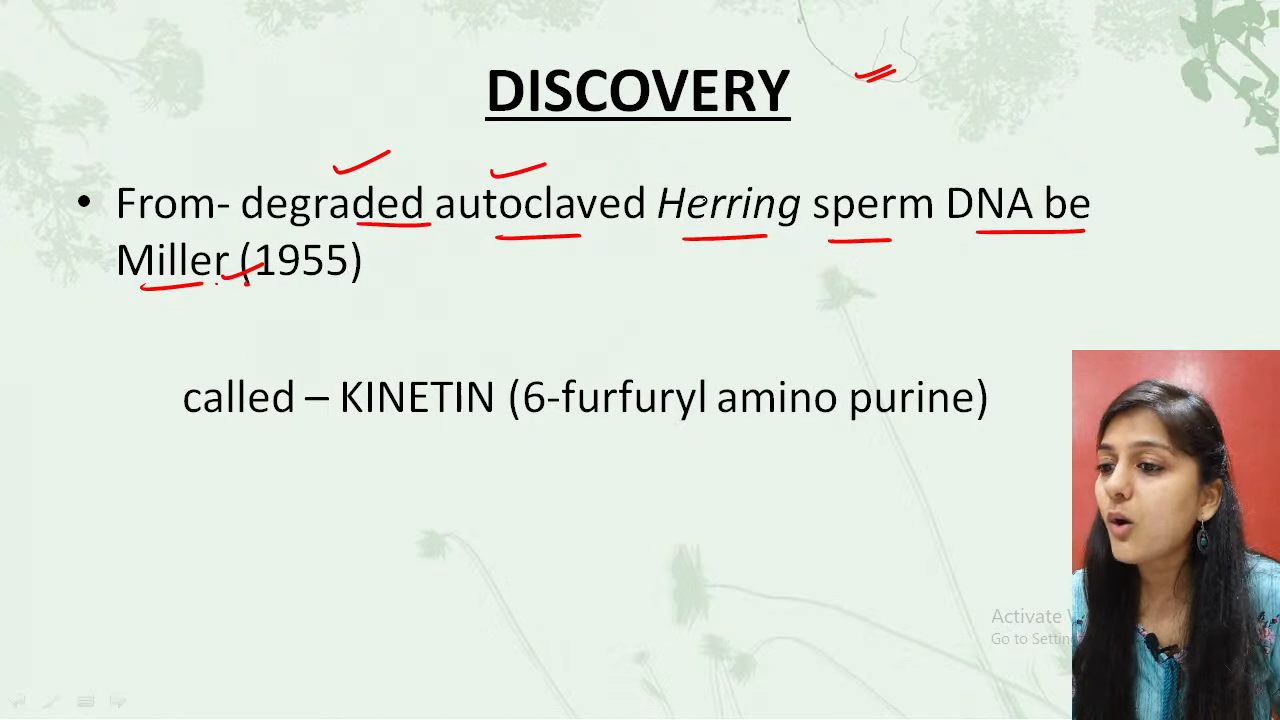 DISCOVERY
• From- degraded autoclaved Herring sperm DNA be
Miller (1955)
called – KINETIN (6-furfuryl amino purine)
Activate
Go to Settin